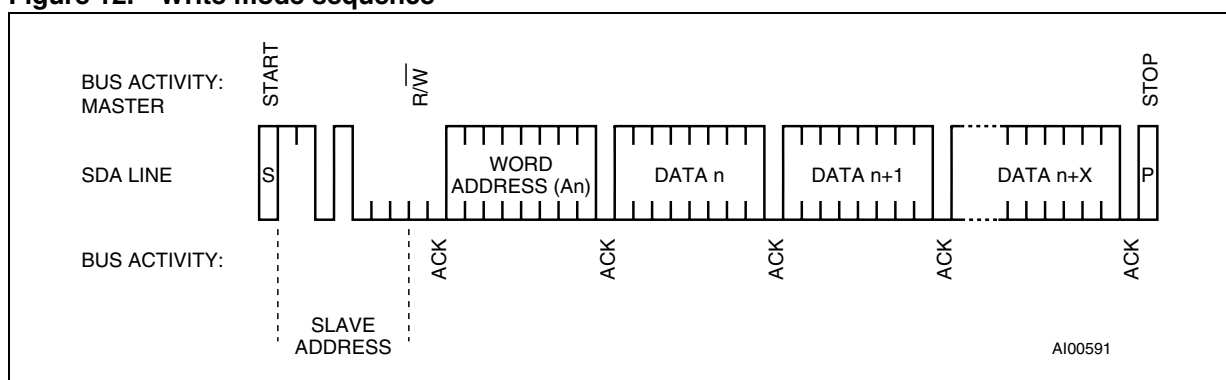 Figure 12. Write mode sequence
BUS ACTIVITY:
MASTER
START
R/W
STOP
SDA LINE
S
WORD
ADDRESS (An)
DATA n
DATA n+1
DATA n+X
P
BUS ACTIVITY:
ACK
ACK
ACK
ACK
ACK
SLAVE
ADDRESS
AI00591